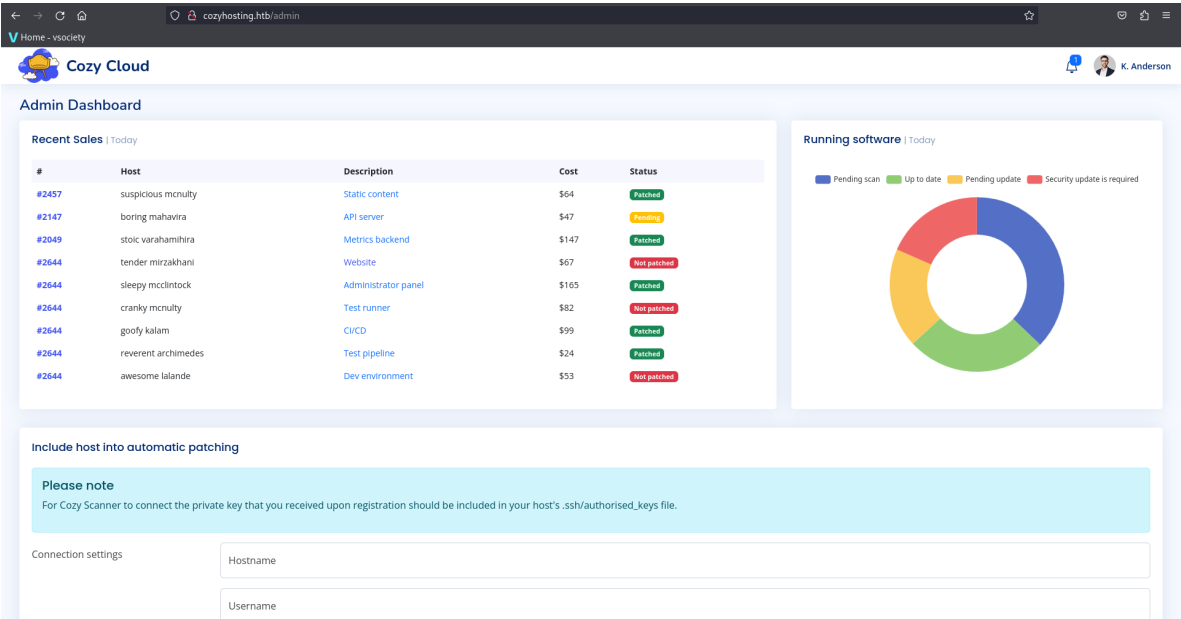 cozyhosting.htb/admin
Home - vsociety
Cozy Cloud
1
K. Anderson
Admin Dashboard
Recent Sales | Today
# Host Description Cost Status
#2457 suspicious mcnulty Static content $64 Patched
#2147 boring mahavira API server $47 Pending
#2049 stoic varahamihira Metrics backend $147 Patched
#2644 tender mirzakhani Website $67 Not patched
#2644 sleepy mcclintock Administrator panel $165 Patched
#2644 cranky mcnulty Test runner $82 Not patched
#2644 goofy kalam CI/CD $99 Patched
#2644 reverent archimedes Test pipeline $24 Patched
#2644 awesome lalande Dev environment $53 Not patched
Running software | Today
Pending scan Up to date Pending update Security update is required
Include host into automatic patching
Please note
For Cozy Scanner to connect the private key that you received upon registration should be included in your host's .ssh/authorised_keys file.
Connection settings
Hostname
Username